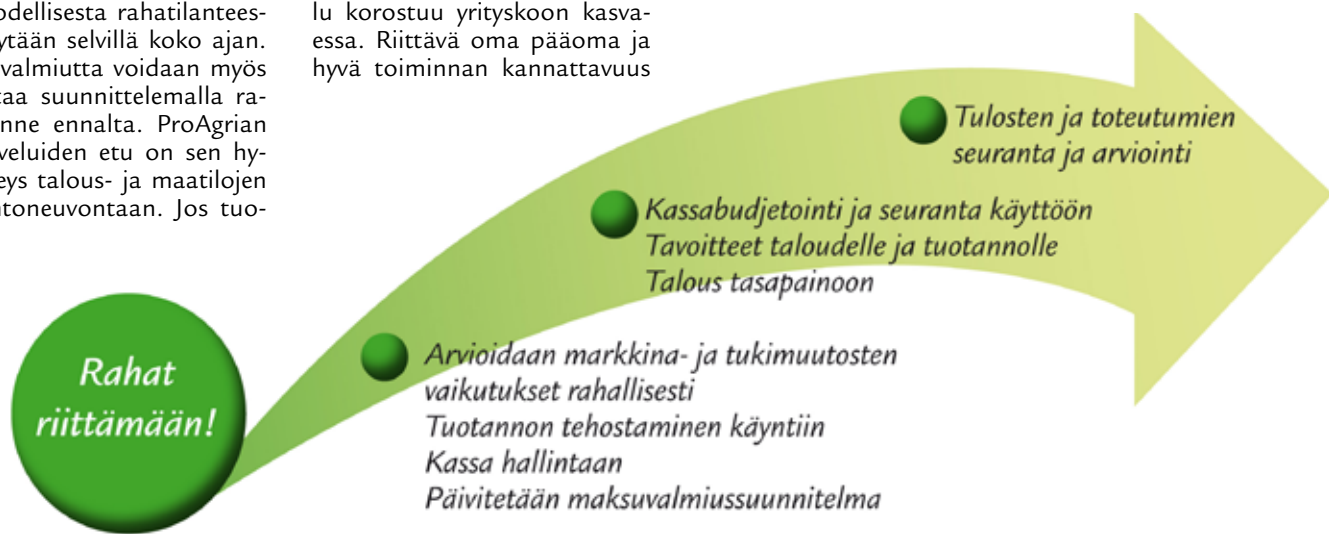 odellisesta rahatilantees-
ytään selvillä koko ajan.
valmiutta voidaan myös
taa suunnittelemalla ra-
nne ennalta. ProAgrian
veluiden etu on sen hy-
eys talous- ja maatilojen
ntoneuvontaan. Jos tuo-
lu korostuu yrityskoon kasva-
essa. Riittävä oma pääoma ja
hyvä toiminnan kannattavuus
Tulosten ja toteutumien
seuranta ja arviointi
Kassabudjetointi ja seuranta käyttöön
Tavoitteet taloudelle ja tuotannolle
Talous tasapainoon
Rahat
riittämään!
Arvioidaan markkina- ja tukimuutosten
vaikutukset rahallisesti
Tuotannon tehostaminen käyntiin
Kassa hallintaan
Päivitetään maksuvalmiussuunnitelma